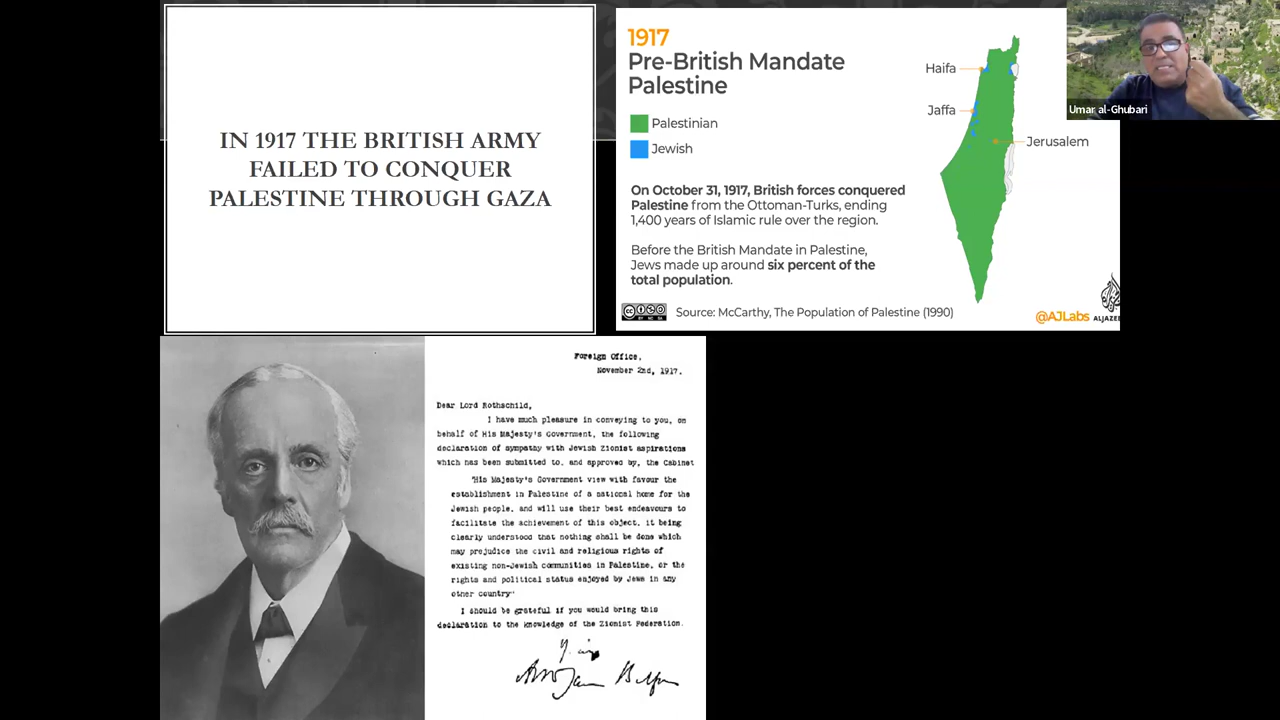 IN 1917 THE BRITISH ARMY
FAILED TO CONQUER
PALESTINE THROUGH GAZA
1917
Pre-British Mandate
Palestine
Palestinian
Jewish
Haifa
Jaffa
Jerusalem
On October 31, 1917, British forces conquered
Palestine from the Ottoman-Turks, ending
1,400 years of Islamic rule over the region.
Before the British Mandate in Palestine,
Jews made up around six percent of the
total population.
Source: McCarthy, The Population of Palestine (1990)
@AJLabs
ALJAZEE
Umar al-Ghubari
Foreign Office,
November 2nd, 1917.
Dear Lord Rothschild,
I have much pleasure in conveying to you, on
behalf of His Majesty's Government, the following
declaration of sympathy with Jewish Zionist aspirations
which has been submitted to, and approved by, the Cabinet
"His Majesty's Government view with favour the
establishment in Palestine of a national home for the
Jewish people, and will use their best endeavours to
facilitate the achievement of this object, it being
clearly understood that nothing shall be done which
may prejudice the civil and religious rights of
existing non-Jewish communities in Palestine, or the
rights and political status enjoyed by Jews in any
other country"
I should be grateful if you would bring this
declaration to the knowledge of the Zionist Federation.